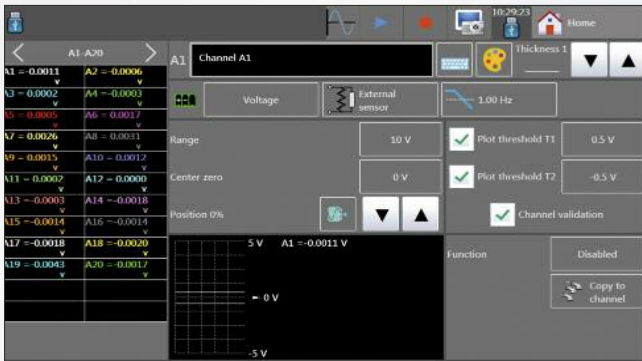 10:29:23
Home
A1-A20
A1 Channel A1
Thickness 1
A1 =-0.0011 V
A2 =-0.0006 V
A3 = 0.0002 V
A4 =-0.0003 V
A5 = 0.0005 V
A6 = 0.0017 V
A7 = 0.0026 V
A8 = 0.0031 V
A9 = 0.0015 V
A10 = 0.0012 V
A11 = 0.0002 V
A12 = 0.0000 V
A13 =-0.0003 V
A14 =-0.0018 V
A15 =-0.0014 V
A16 =-0.0014 V
A17 =-0.0018 V
A18 =-0.0020 V
A19 =-0.0043 V
A20 =-0.0017 V
Voltage
External
sensor
1.00 Hz
Range 10 V
Center zero 0 V
Position 0%
Plot threshold T1 0.5 V
Plot threshold T2 -0.5 V
Channel validation
5 V A1 =-0.0011 V
0 V
-5 V
Function Disabled
Copy to
channel